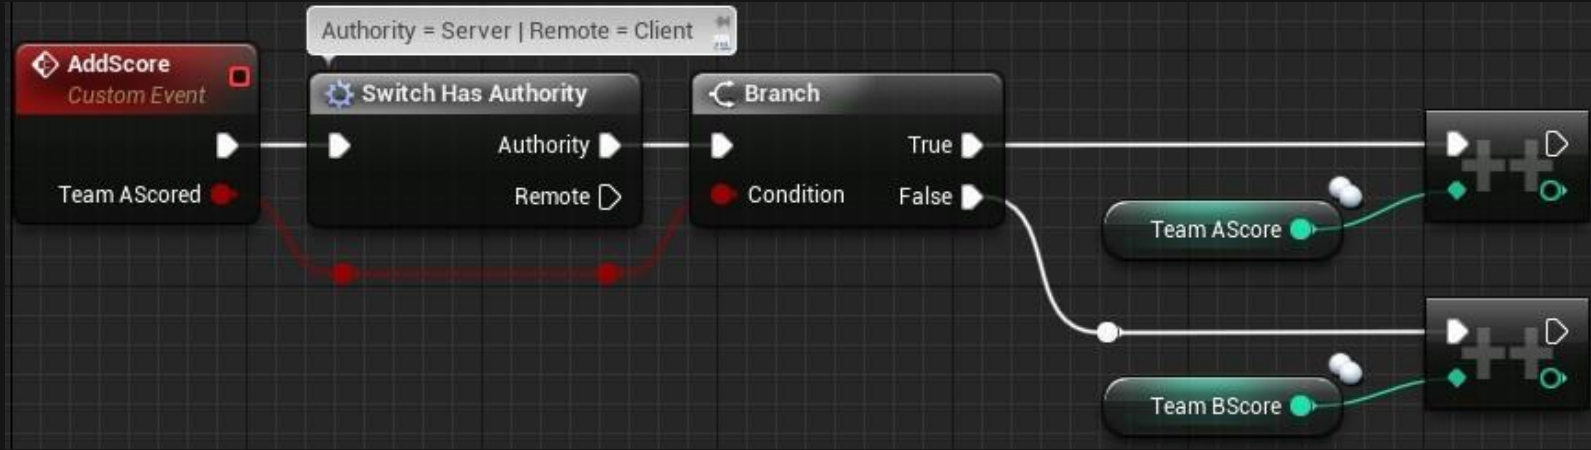 Authority = Server | Remote = Client
AddScore
Custom Event
Team AScored
Switch Has Authority
Authority
Remote
Branch
Condition
True
False
Team AScore
++
Team BScore
++